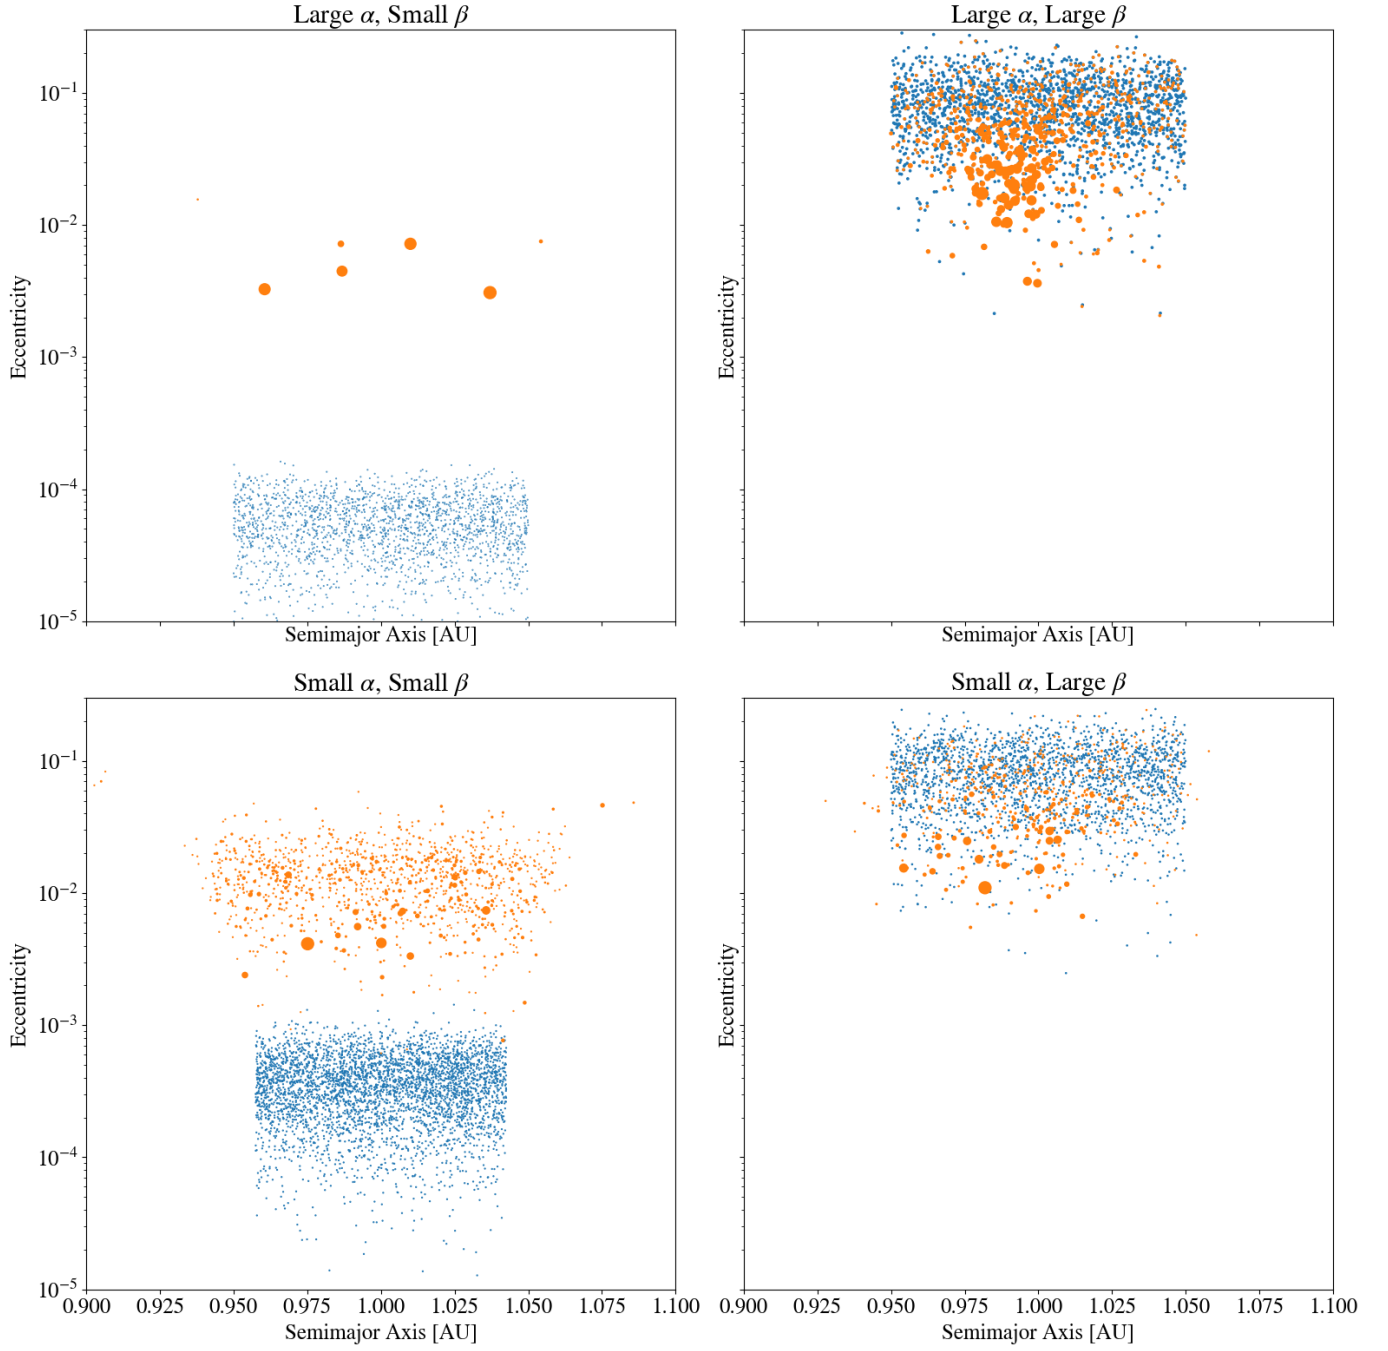 Large α, Small β
Large α, Large β
10⁻¹
10⁻²
10⁻³
10⁻⁴
10⁻⁵
Eccentricity
Semimajor Axis [AU]
Eccentricity
Semimajor Axis [AU]
Small α, Small β
Small α, Large β
10⁻¹
10⁻²
10⁻³
10⁻⁴
10⁻⁵
Eccentricity
0.900 0.925 0.950 0.975 1.000 1.025 1.050 1.075 1.100
Semimajor Axis [AU]
Eccentricity
0.900 0.925 0.950 0.975 1.000 1.025 1.050 1.075 1.100
Semimajor Axis [AU]